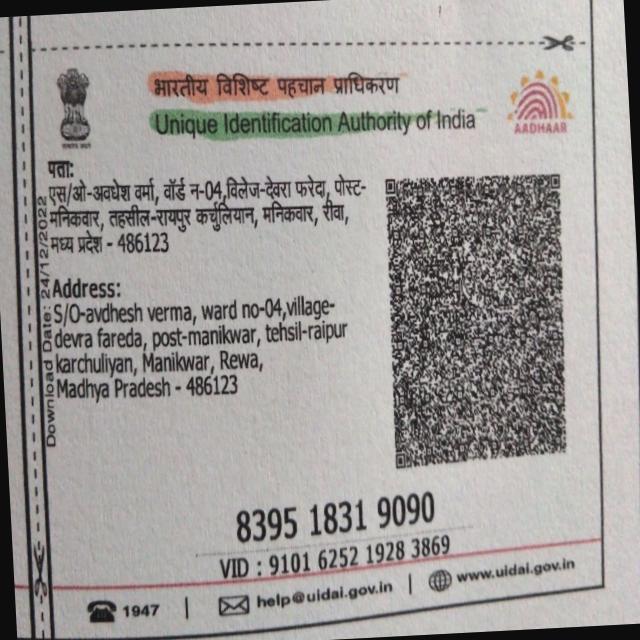 भारतीय विशिष्ट पहचान प्राधिकरण
Unique Identification Authority of India
AADHAAR
पता:
एस/ओ-अवधेश वर्मा, वॉर्ड न-04,विलेज-देवरा फरेदा, पोस्ट-
मनिकवार, तहसील-रायपुर कर्चुलियान, मनिकवार, रीवा,
मध्य प्रदेश - 486123
Address:
S/O-avdhesh verma, ward no-04,village-
devra fareda, post-manikwar, tehsil-raipur
karchuliyan, Manikwar, Rewa,
Madhya Pradesh - 486123
Download Date: 24/12/2022
8395 1831 9090
VID : 9101 6252 1928 3869
1947
help@uidai.gov.in
www.uidai.gov.in